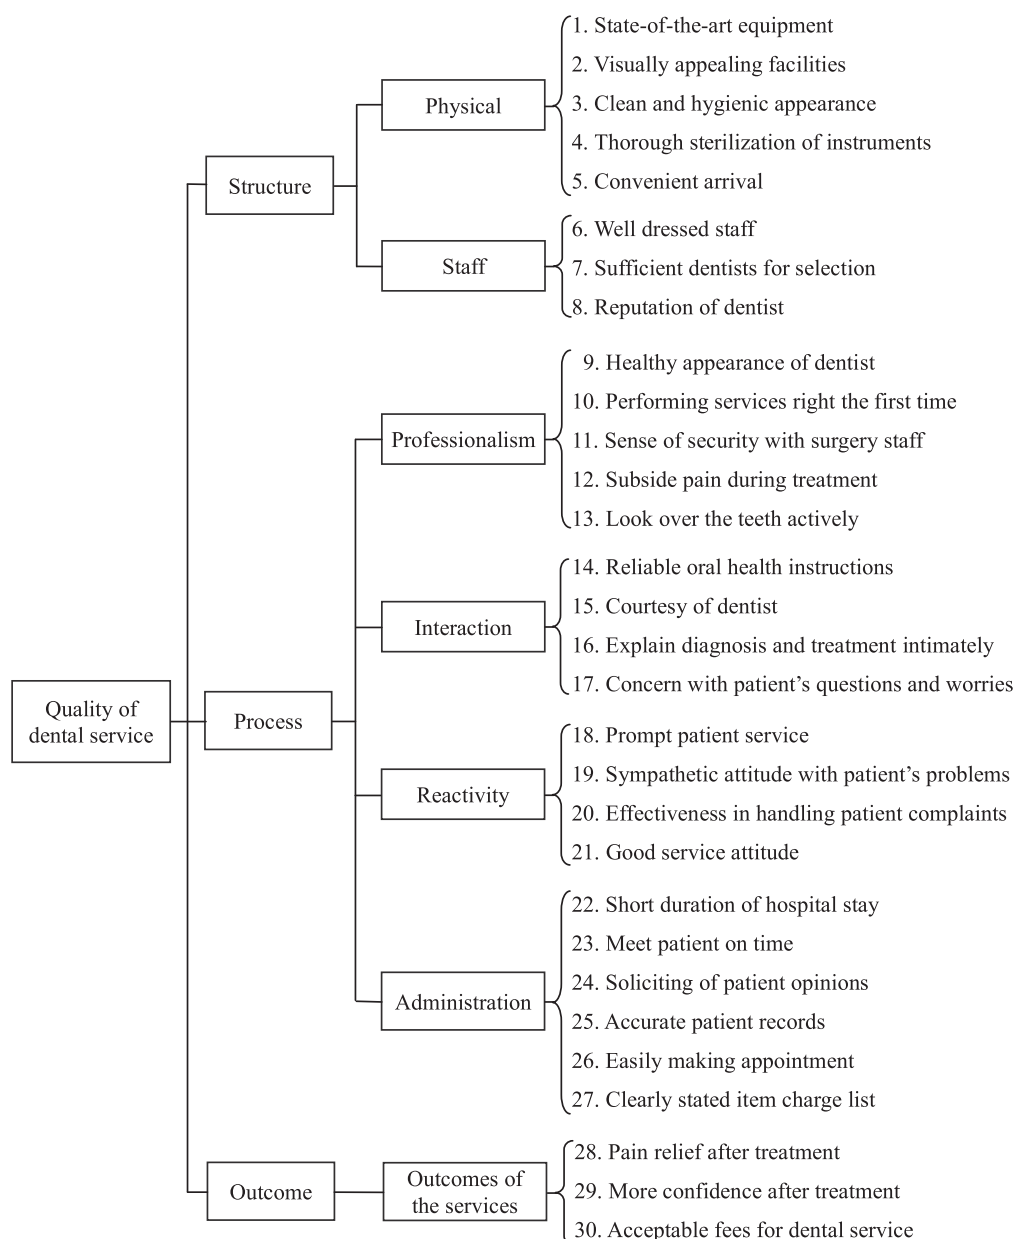 Quality of
dental service
Structure
Physical
1. State-of-the-art equipment
2. Visually appealing facilities
3. Clean and hygienic appearance
4. Thorough sterilization of instruments
5. Convenient arrival
Staff
6. Well dressed staff
7. Sufficient dentists for selection
8. Reputation of dentist
Process
Professionalism
9. Healthy appearance of dentist
10. Performing services right the first time
11. Sense of security with surgery staff
12. Subside pain during treatment
13. Look over the teeth actively
Interaction
14. Reliable oral health instructions
15. Courtesy of dentist
16. Explain diagnosis and treatment intimately
17. Concern with patient’s questions and worries
Reactivity
18. Prompt patient service
19. Sympathetic attitude with patient’s problems
20. Effectiveness in handling patient complaints
21. Good service attitude
Administration
22. Short duration of hospital stay
23. Meet patient on time
24. Soliciting of patient opinions
25. Accurate patient records
26. Easily making appointment
27. Clearly stated item charge list
Outcome
Outcomes of
the services
28. Pain relief after treatment
29. More confidence after treatment
30. Acceptable fees for dental service